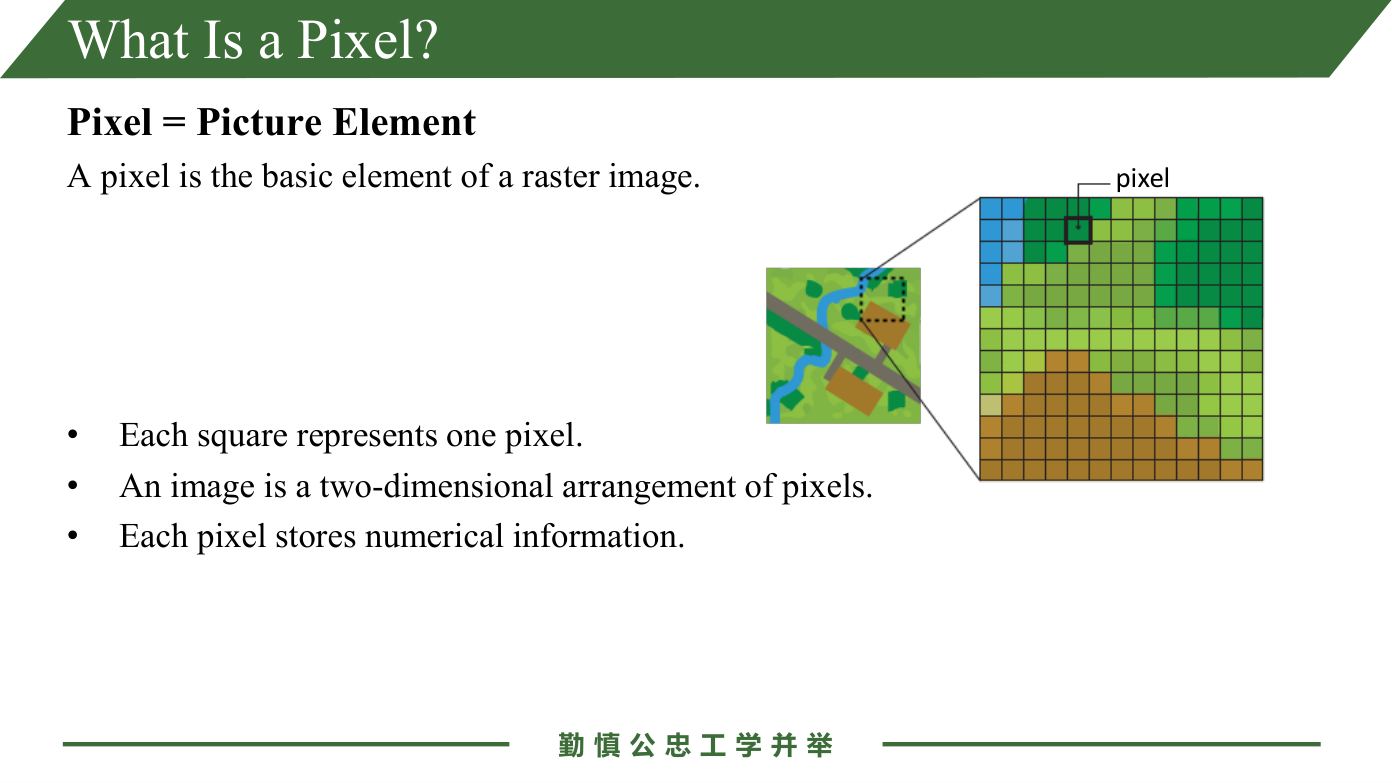 What Is a Pixel?
Pixel = Picture Element
A pixel is the basic element of a raster image.
pixel
• Each square represents one pixel.
• An image is a two-dimensional arrangement of pixels.
• Each pixel stores numerical information.
勤慎公忠工学并举